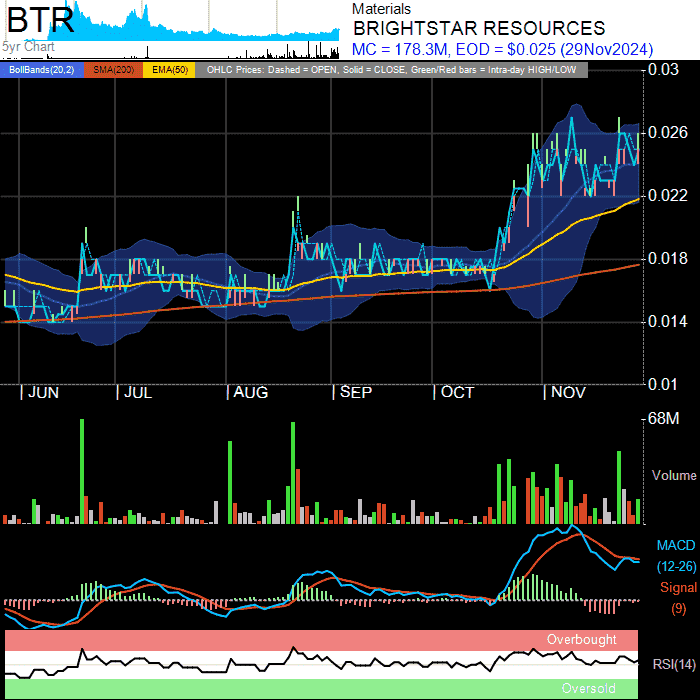 BTR
5yr Chart
Materials
BRIGHTSTAR RESOURCES
MC = 178.3M, EOD = $0.025 (29Nov2024)
BollBands(20,2) SMA(200) EMA(50) OHLC Prices: Dashed = OPEN, Solid = CLOSE, Green/Red bars = Intra-day HIGH/LOW
0.03
0.026
0.022
0.018
0.014
0.01
JUN JUL AUG SEP OCT NOV
68M
Volume
MACD
(12-26)
Signal
(9)
Overbought
RSI(14)
Oversold